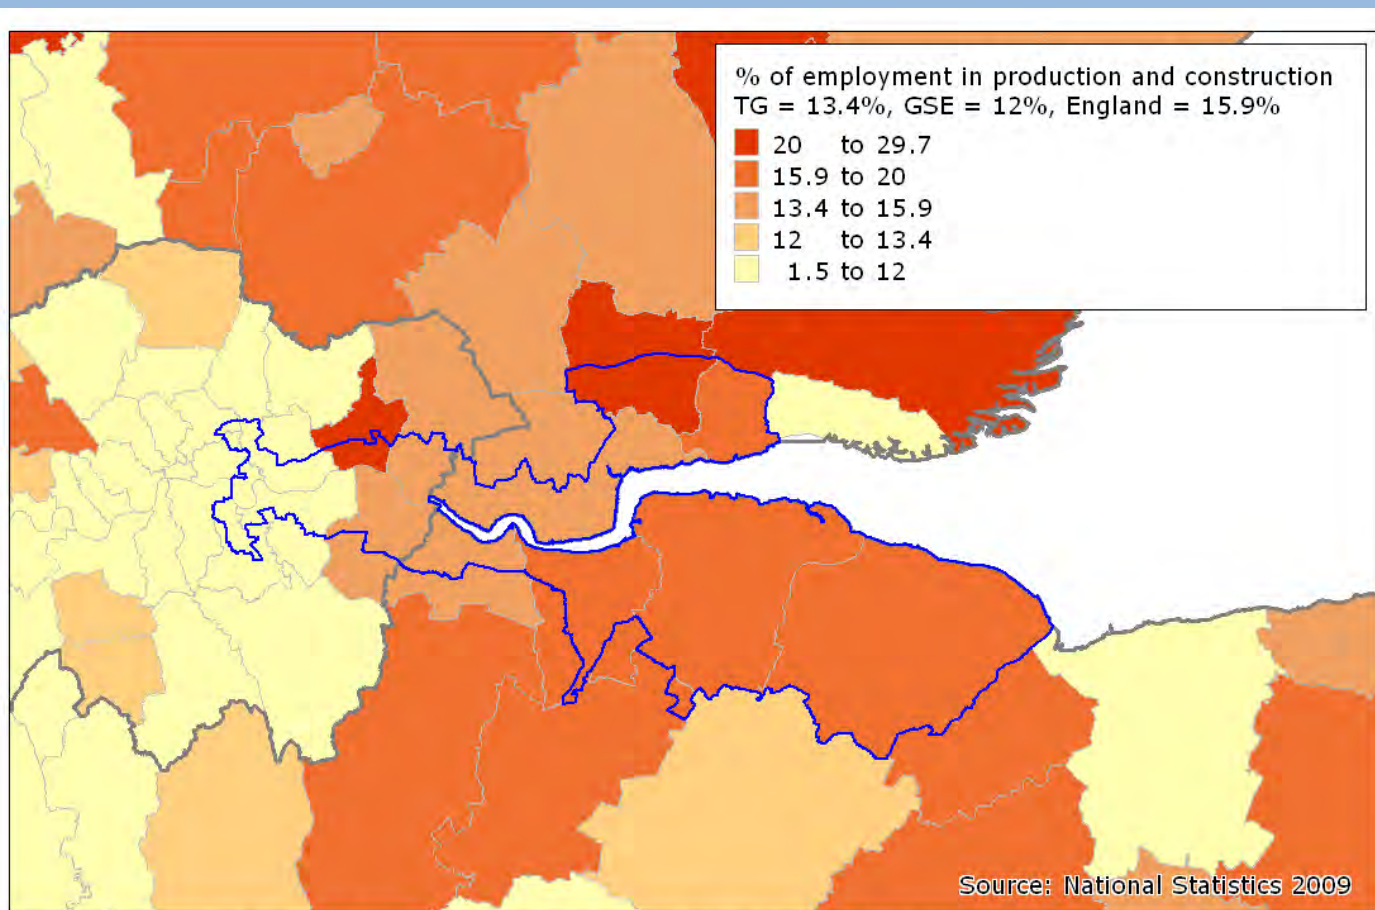 % of employment in production and construction
TG = 13.4%, GSE = 12%, England = 15.9%
20 to 29.7
15.9 to 20
13.4 to 15.9
12 to 13.4
1.5 to 12
Source: National Statistics 2009